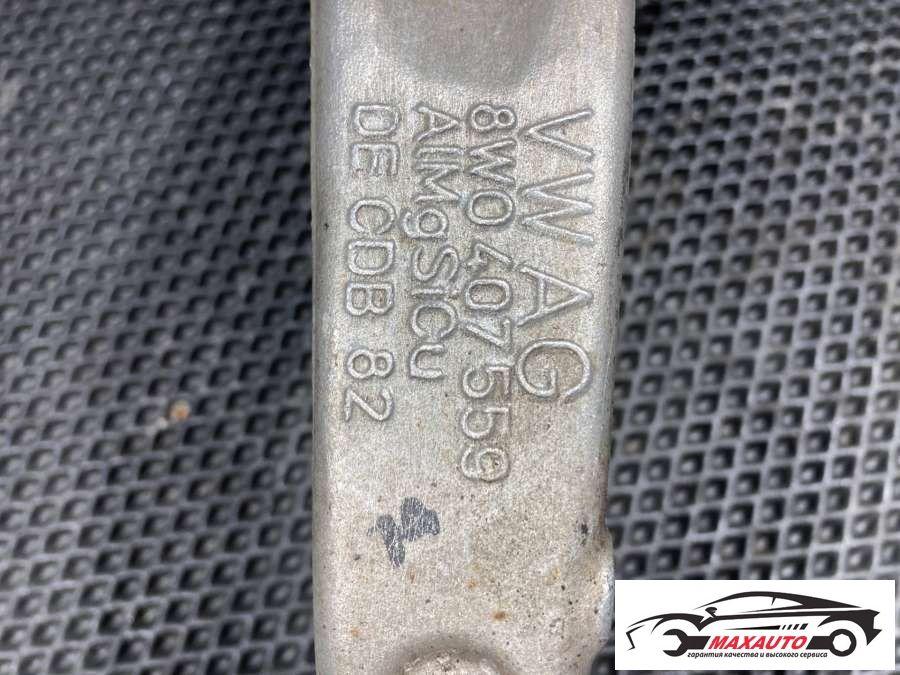 VW AG
8W0 407 559
AlMgSiCu
DE CDB 82
MAXAUTO
гарантия качества и высокого сервиса